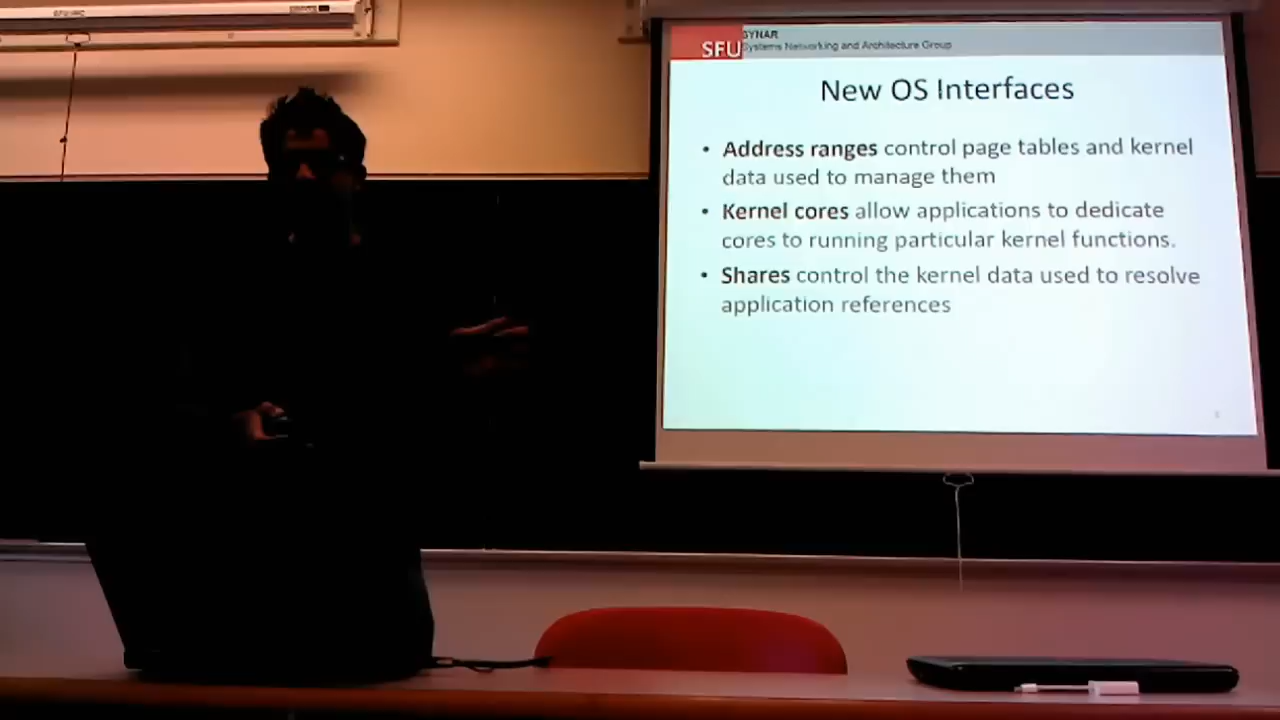 SFU
SYNAR
Systems Networking and Architecture Group
New OS Interfaces
• Address ranges control page tables and kernel
data used to manage them
• Kernel cores allow applications to dedicate
cores to running particular kernel functions.
• Shares control the kernel data used to resolve
application references